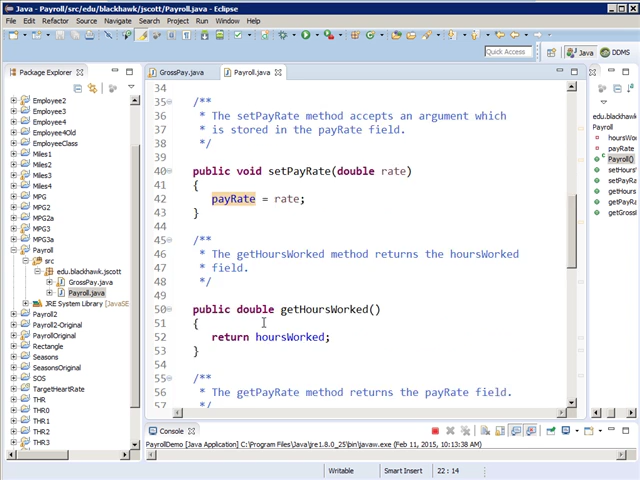 Java - Payroll/src/edu/blackhawk/jscott/Payroll.java - Eclipse
File Edit Refactor Source Navigate Search Project Run Window Help
Quick Access
Java
DDMS
Package Explorer
GrossPay.java
Payroll.java
Employee2
Employee3
Employee4
Employee4Old
EmployeeClass
Miles1
Miles2
Miles3
Miles4
MPG
MPG2
MPG2a
MPG3
MPG3a
Payroll
src
edu.blackhawk.jscott
GrossPay.java
Payroll.java
JRE System Library [JavaSE-
Payroll2
Payroll2-Original
PayrollOriginal
Rectangle
Seasons
SeasonsOriginal
SOS
TargetHeartRate
THR
THR0
THR1
THR2
THR3
34
35 /**
36 * The setPayRate method accepts an argument which
37 * is stored in the payRate field.
38 */
39
40 public void setPayRate(double rate)
41 {
42 payRate = rate;
43 }
44
45 /**
46 * The getHoursWorked method returns the hoursWorked
47 * field.
48 */
49
50 public double getHoursWorked()
51 {
52 return hoursWorked;
53 }
54
55 /**
56 * The getPayRate method returns the payRate field.
57 */
edu.blackhawk.
Payroll
hoursWor
payRate
Payroll()
setHours
setPayRa
getHours
getPayRa
getGross
Console
PayrollDemo [Java Application] C:\Program Files\Java\jre1.8.0_25\bin\javaw.exe (Feb 11, 2015, 10:13:38 AM)
Writable
Smart Insert
22 : 14